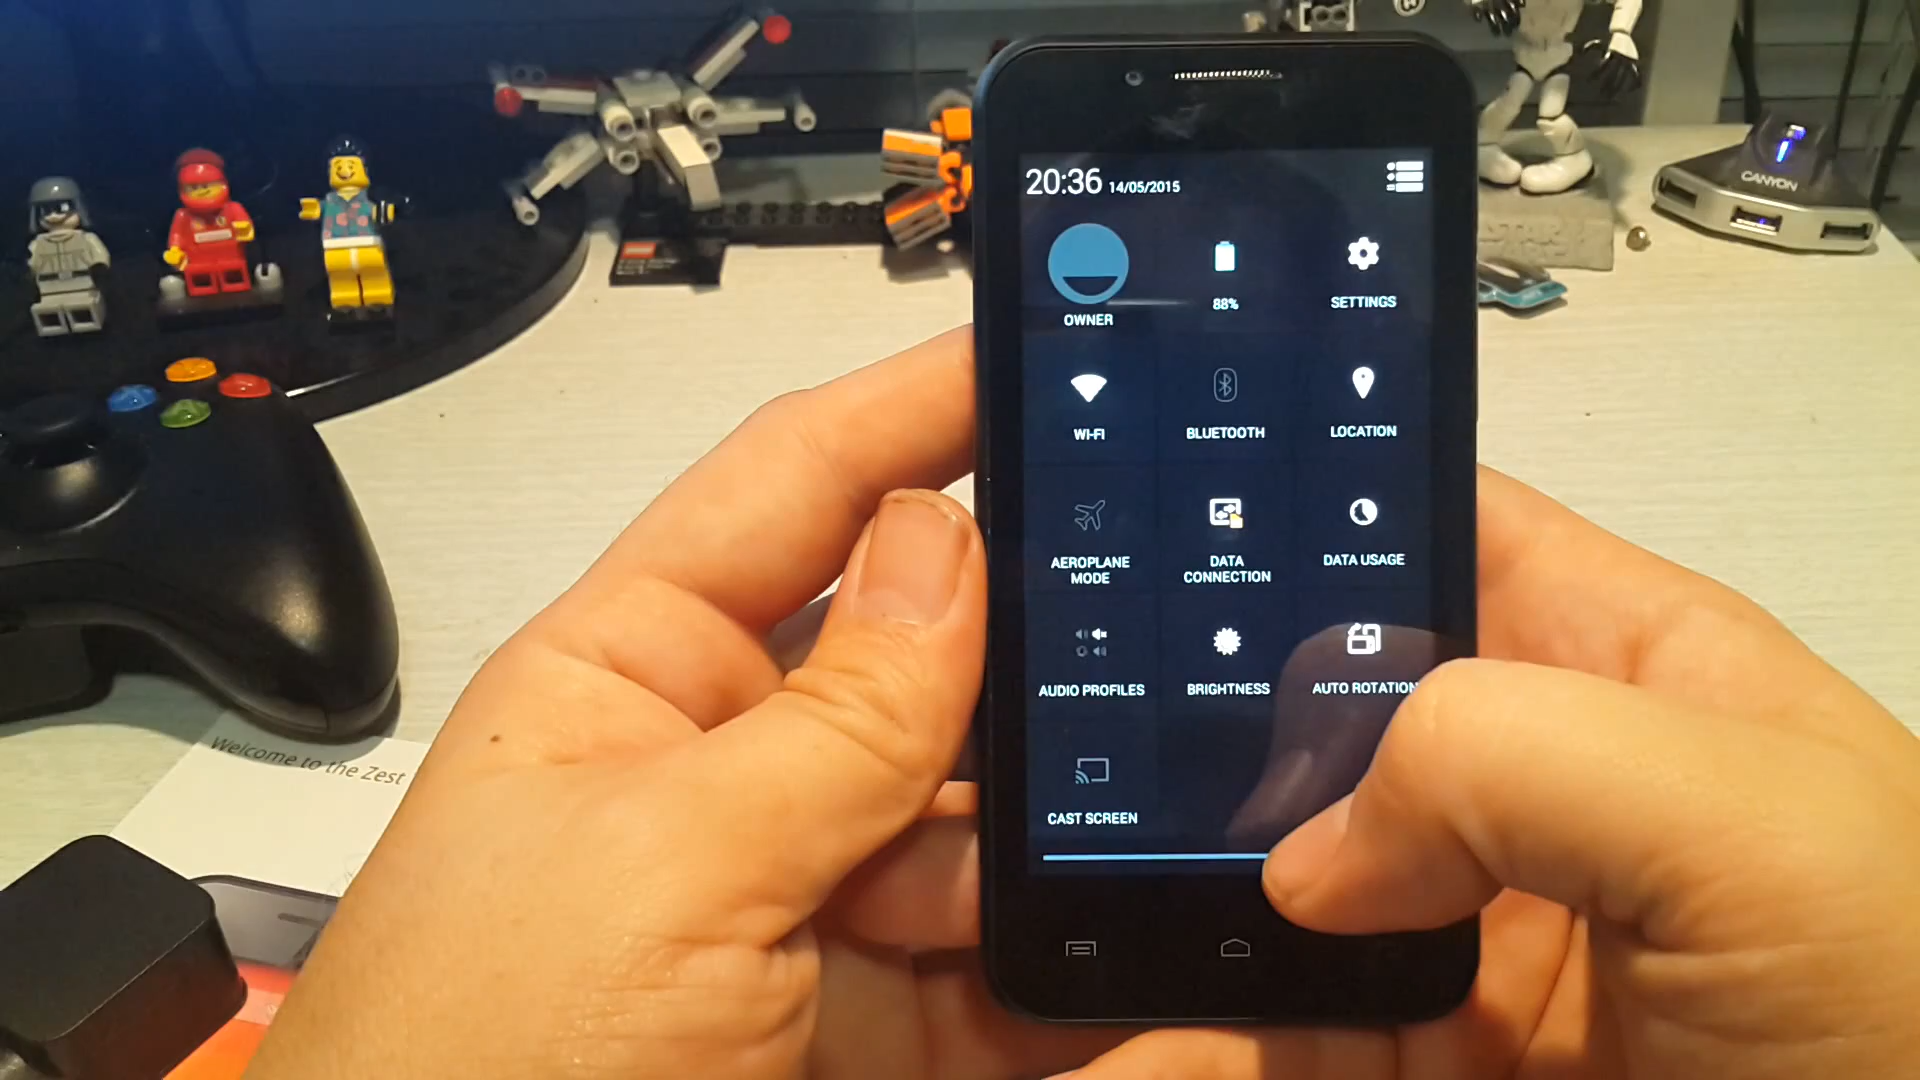 20:36 14/05/2015
OWNER
88%
SETTINGS
WI-FI
BLUETOOTH
LOCATION
AEROPLANE
MODE
DATA
CONNECTION
DATA USAGE
AUDIO PROFILES
BRIGHTNESS
AUTO ROTATION
CAST SCREEN
CANYON
Welcome to the Zest